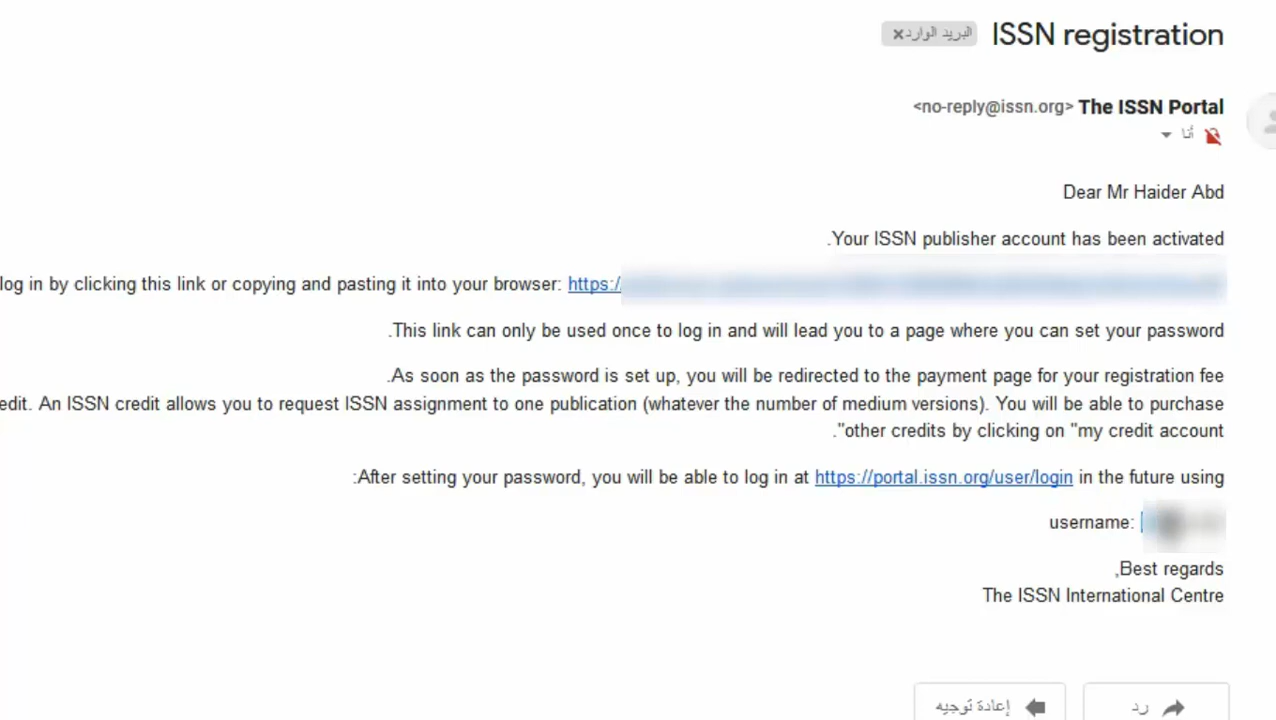 ISSN registration البريد الوارد x
The ISSN Portal <no-reply@issn.org>
أنا
Dear Mr Haider Abd
Your ISSN publisher account has been activated.
log in by clicking this link or copying and pasting it into your browser: https:/
This link can only be used once to log in and will lead you to a page where you can set your password.
As soon as the password is set up, you will be redirected to the payment page for your registration fee.
edit. An ISSN credit allows you to request ISSN assignment to one publication (whatever the number of medium versions). You will be able to purchase
other credits by clicking on "my credit account".
After setting your password, you will be able to log in at https://portal.issn.org/user/login in the future using:
username:
Best regards,
The ISSN International Centre
رد إعادة توجيه